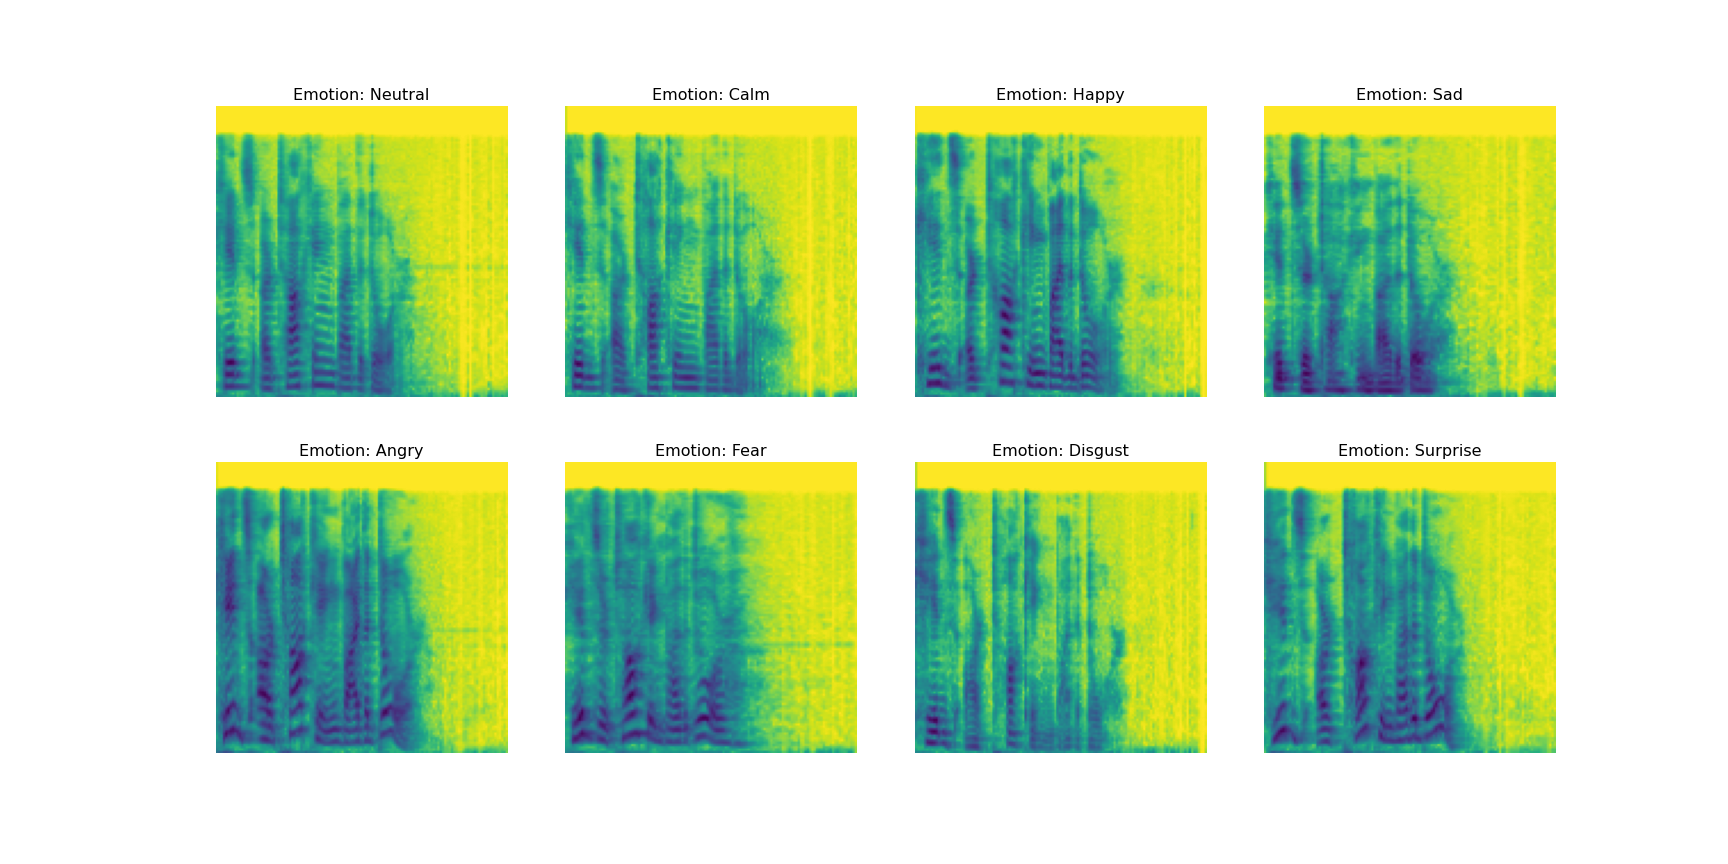 Emotion: Neutral
Emotion: Calm
Emotion: Happy
Emotion: Sad
Emotion: Angry
Emotion: Fear
Emotion: Disgust
Emotion: Surprise